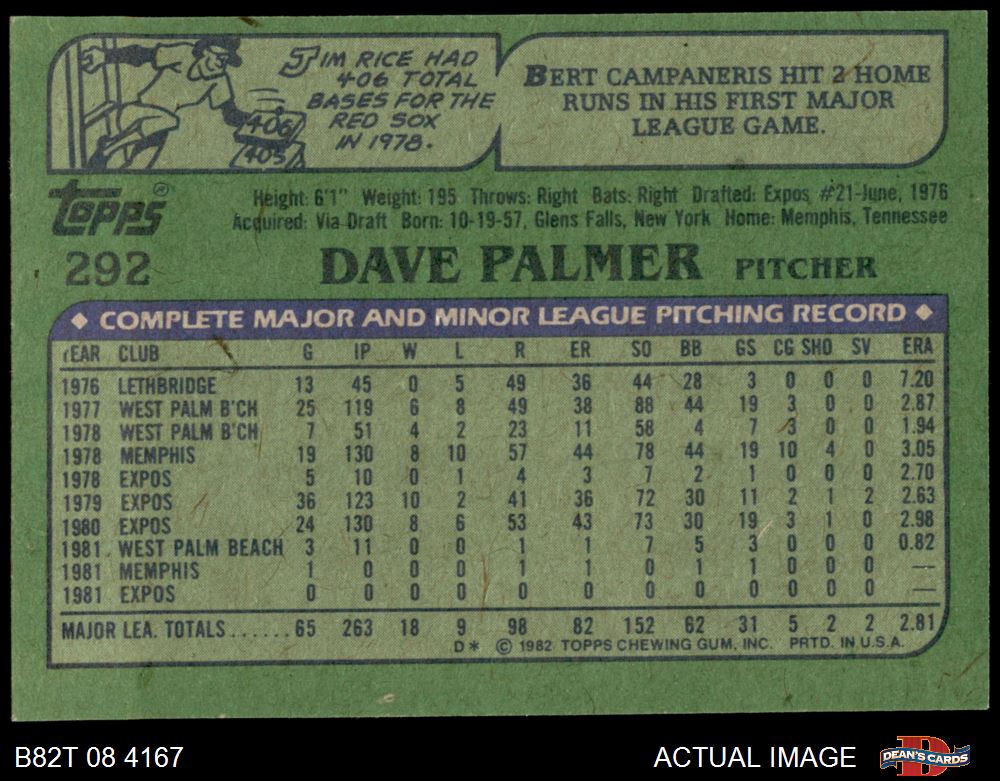 JIM RICE HAD
406 TOTAL
BASES FOR THE
RED SOX
IN 1978.
406
405
BERT CAMPANERIS HIT 2 HOME
RUNS IN HIS FIRST MAJOR
LEAGUE GAME.
TOPPS®
Height: 6'1" Weight: 195 Throws: Right Bats: Right Drafted: Expos #21-June, 1976
Acquired: Via Draft Born: 10-19-57, Glens Falls, New York Home: Memphis, Tennessee
292 DAVE PALMER PITCHER
◆ COMPLETE MAJOR AND MINOR LEAGUE PITCHING RECORD ◆
YEAR CLUB G IP W L R ER SO BB GS CG SHO SV ERA
1976 LETHBRIDGE 13 45 0 5 49 36 44 28 3 0 0 0 7.20
1977 WEST PALM B'CH 25 119 6 8 49 38 88 44 19 3 0 0 2.87
1978 WEST PALM B'CH 7 51 4 2 23 11 58 4 7 3 0 0 1.94
1978 MEMPHIS 19 130 8 10 57 44 78 44 19 10 4 0 3.05
1978 EXPOS 5 10 0 1 4 3 7 2 1 0 0 0 2.70
1979 EXPOS 36 123 10 2 41 36 72 30 11 2 1 2 2.63
1980 EXPOS 24 130 8 6 53 43 73 30 19 3 1 0 2.98
1981 WEST PALM BEACH 3 11 0 0 1 1 7 5 3 0 0 0 0.82
1981 MEMPHIS 1 0 0 0 1 1 0 1 1 0 0 0 —
1981 EXPOS 0 0 0 0 0 0 0 0 0 0 0 0 —
MAJOR LEA. TOTALS......65 263 18 9 98 82 152 62 31 5 2 2 2.81
D* © 1982 TOPPS CHEWING GUM, INC. PRTD. IN U.S.A.
B82T 08 4167 ACTUAL IMAGE DEAN'S CARDS